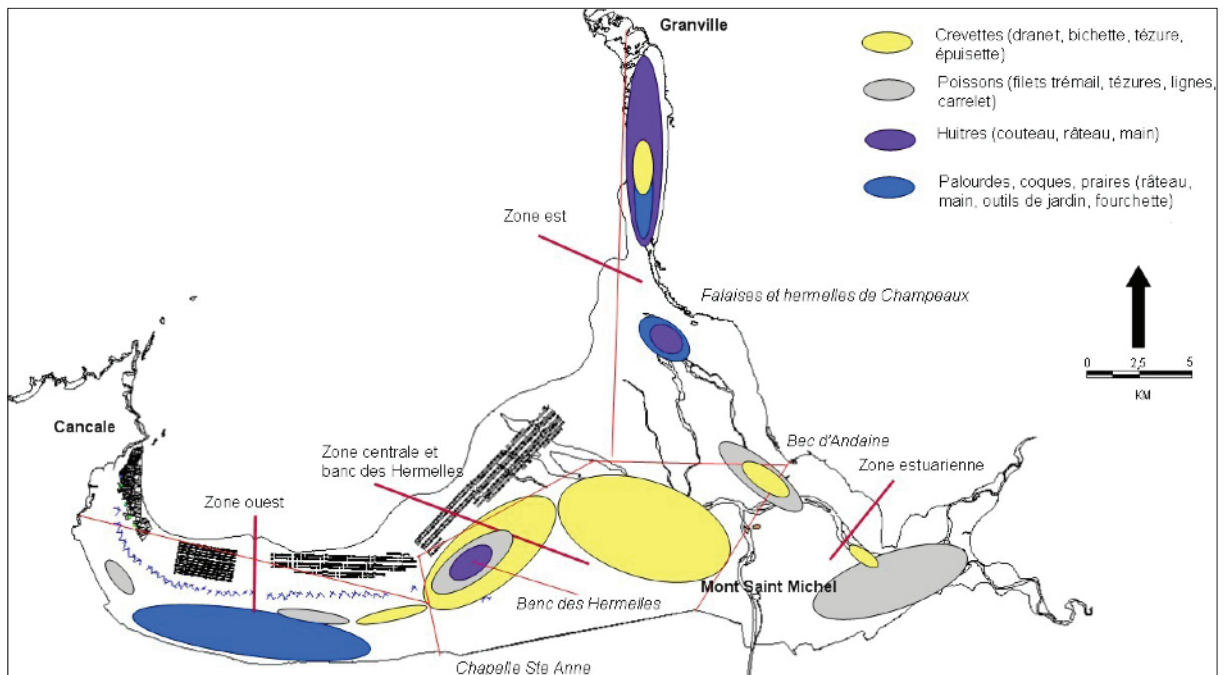 Granville
Crevettes (dranet, bichette, tézure,
épuisette)
Poissons (filets trémail, tézures, lignes,
carrelet)
Huitres (couteau, râteau, main)
Palourdes, coques, praires (râteau,
main, outils de jardin, fourchette)
Zone est
Falaises et hermelles de Champeaux
0 2,5 5
KM
Cancale
Zone centrale et
banc des Hermelles
Bec d'Andaine
Zone estuarienne
Zone ouest
Mont Saint Michel
Banc des Hermelles
Chapelle Ste Anne